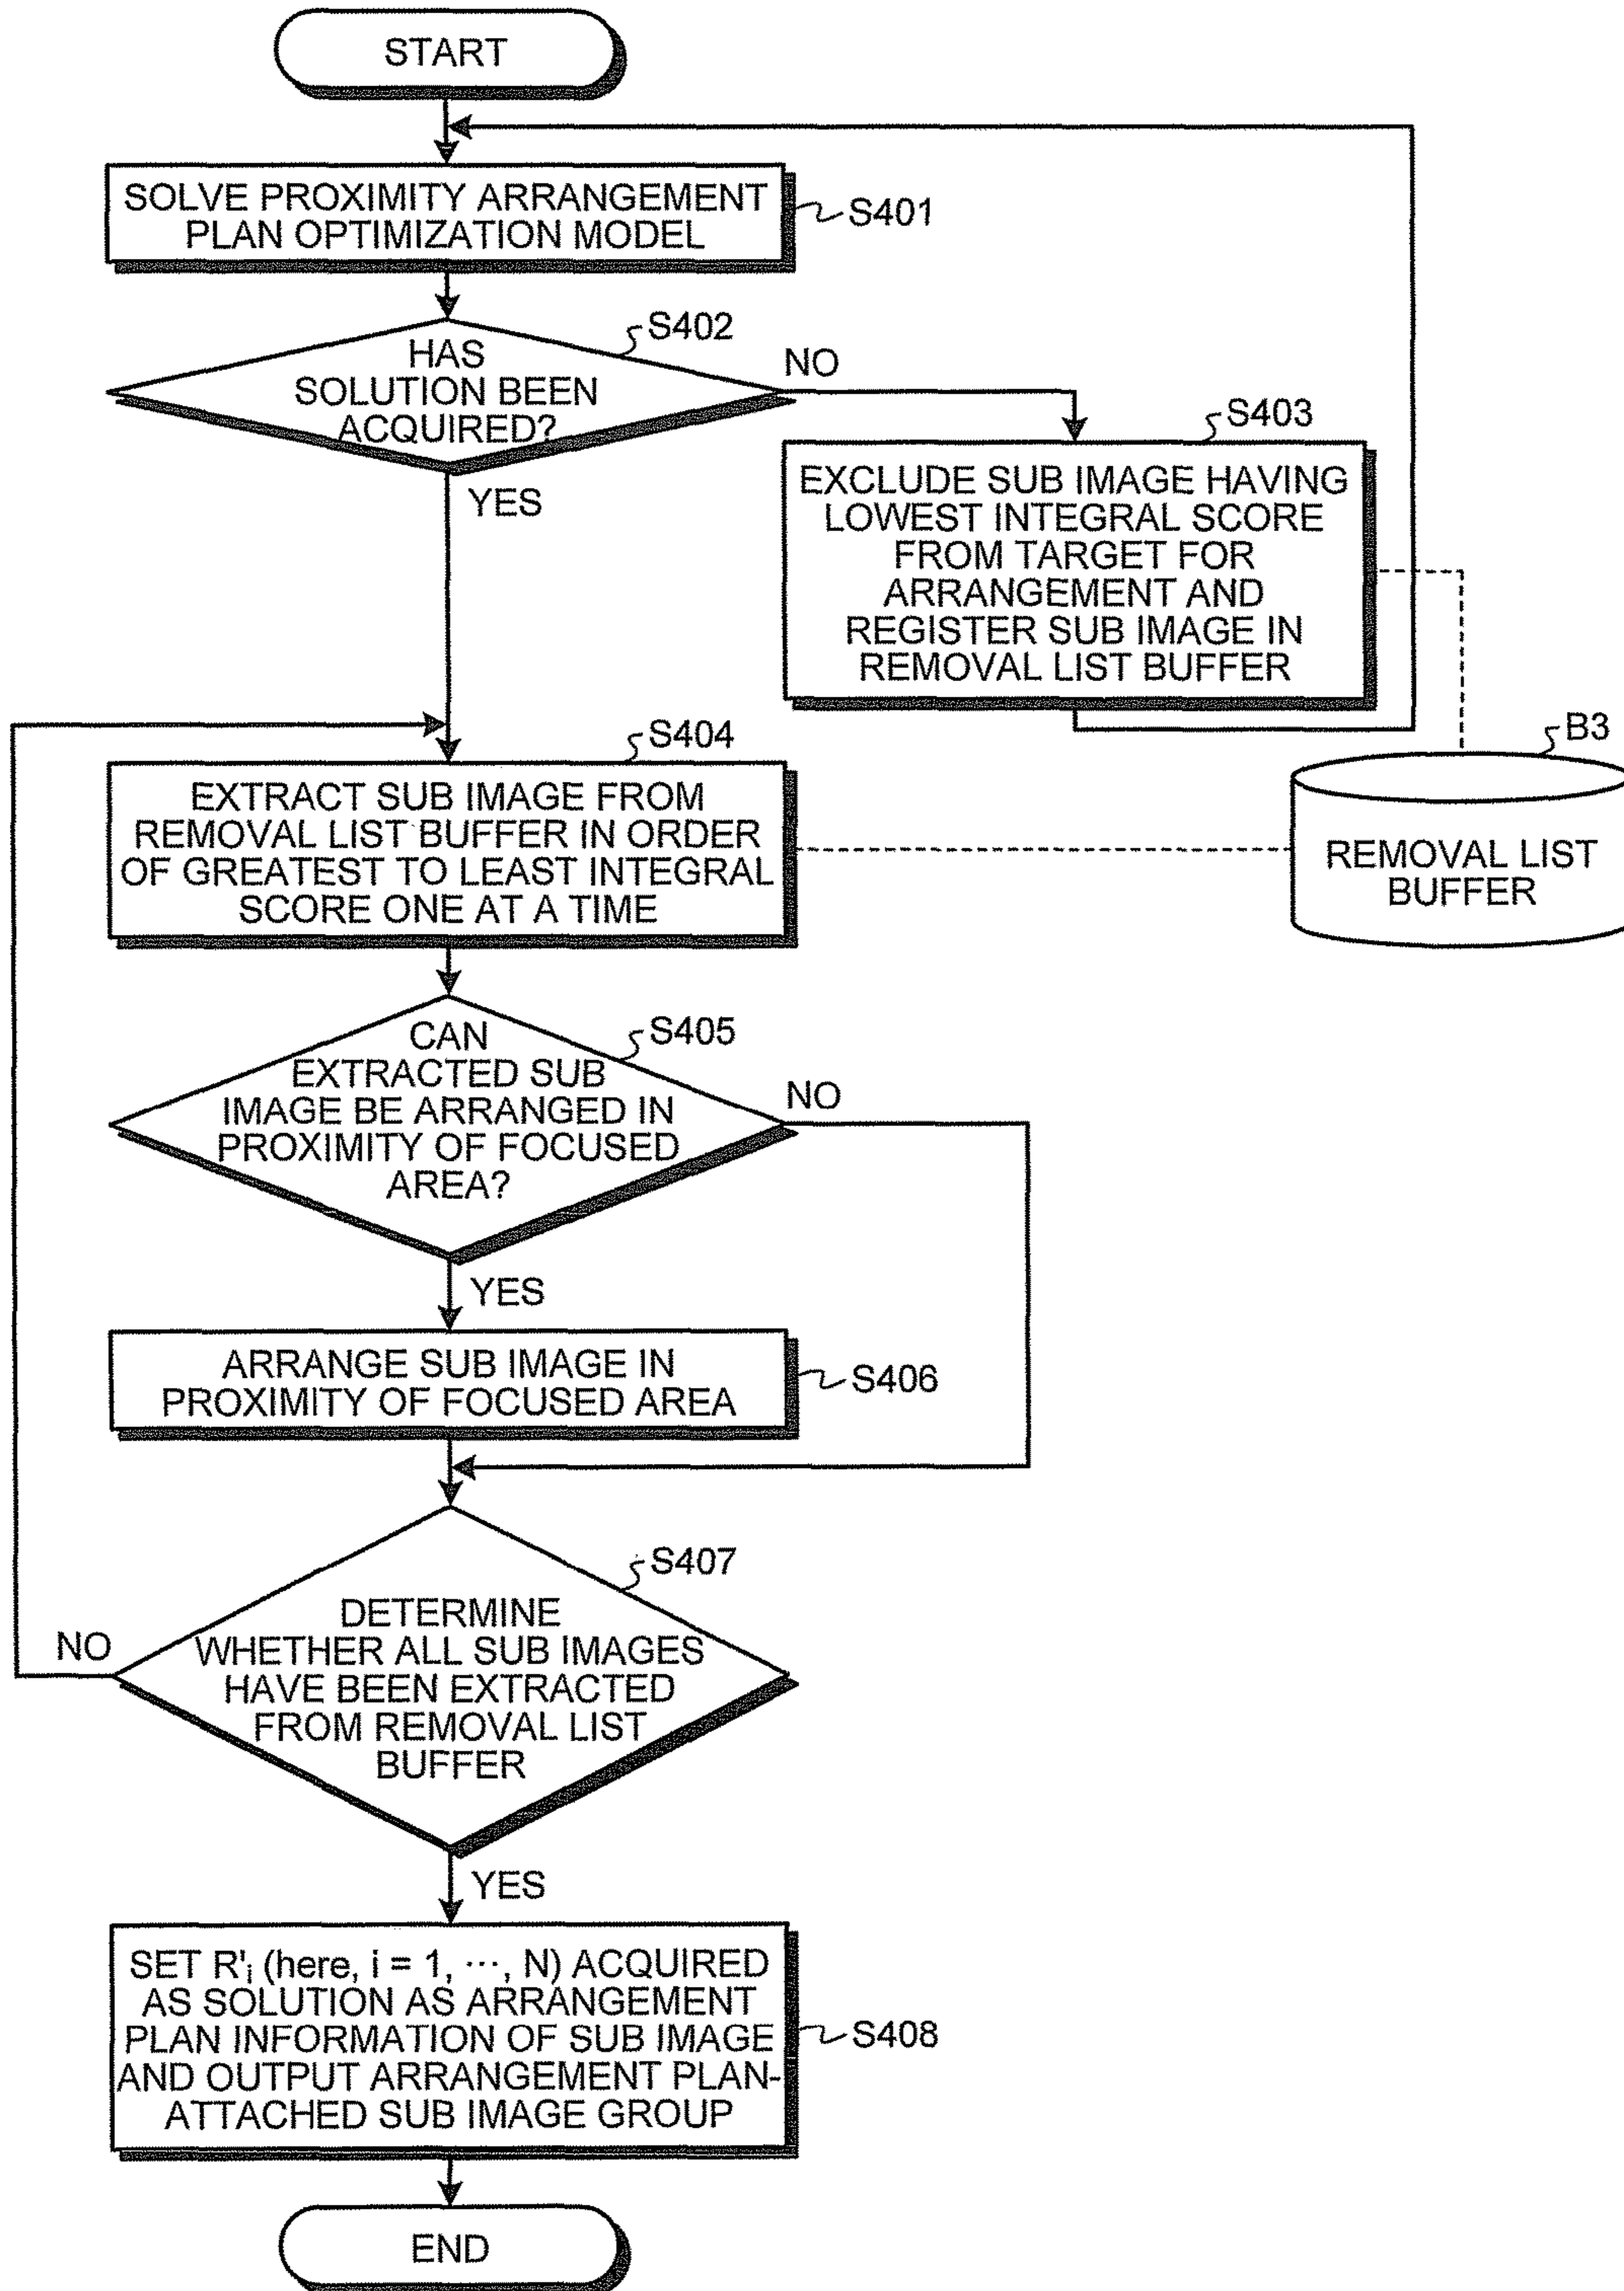 START
SOLVE PROXIMITY ARRANGEMENT
PLAN OPTIMIZATION MODEL
S401
S402
HAS
SOLUTION BEEN
ACQUIRED?
NO
YES
S403
EXCLUDE SUB IMAGE HAVING
LOWEST INTEGRAL SCORE
FROM TARGET FOR
ARRANGEMENT AND
REGISTER SUB IMAGE IN
REMOVAL LIST BUFFER
S404
EXTRACT SUB IMAGE FROM
REMOVAL LIST BUFFER IN ORDER
OF GREATEST TO LEAST INTEGRAL
SCORE ONE AT A TIME
B3
REMOVAL LIST
BUFFER
S405
CAN
EXTRACTED SUB
IMAGE BE ARRANGED IN
PROXIMITY OF FOCUSED
AREA?
NO
YES
ARRANGE SUB IMAGE IN
PROXIMITY OF FOCUSED AREA
S406
S407
DETERMINE
WHETHER ALL SUB IMAGES
HAVE BEEN EXTRACTED
FROM REMOVAL LIST
BUFFER
NO
YES
SET R'i (here, i = 1, ···, N) ACQUIRED
AS SOLUTION AS ARRANGEMENT
PLAN INFORMATION OF SUB IMAGE
AND OUTPUT ARRANGEMENT PLAN-
ATTACHED SUB IMAGE GROUP
S408
END